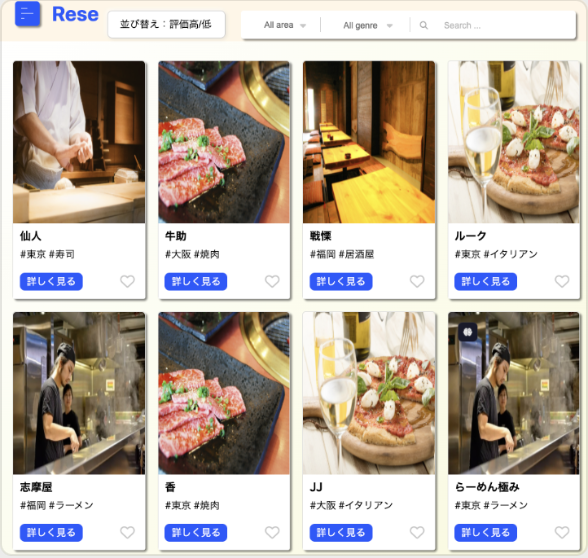 Rese
並び替え：評価高/低
All area
All genre
Search ...
仙人
#東京 #寿司
詳しく見る
牛助
#大阪 #焼肉
詳しく見る
戦慄
#福岡 #居酒屋
詳しく見る
ルーク
#東京 #イタリアン
詳しく見る
志摩屋
#福岡 #ラーメン
詳しく見る
香
#東京 #焼肉
詳しく見る
JJ
#大阪 #イタリアン
詳しく見る
らーめん極み
#東京 #ラーメン
詳しく見る